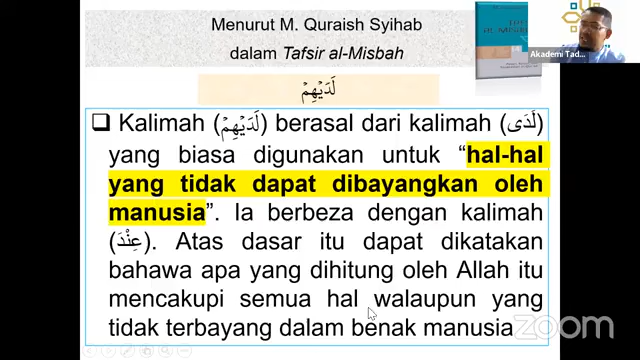 Menurut M. Quraish Syihab
dalam Tafsir al-Misbah
لَدَيْهِمْ
Kalimah (لَدَيْهِمْ) berasal dari kalimah (لَدَى)
yang biasa digunakan untuk “hal-hal
yang tidak dapat dibayangkan oleh
manusia”. Ia berbeza dengan kalimah
(عِنْدَ). Atas dasar itu dapat dikatakan
bahawa apa yang dihitung oleh Allah itu
mencakupi semua hal walaupun yang
tidak terbayang dalam benak manusia
Akademi Tad...
zoom